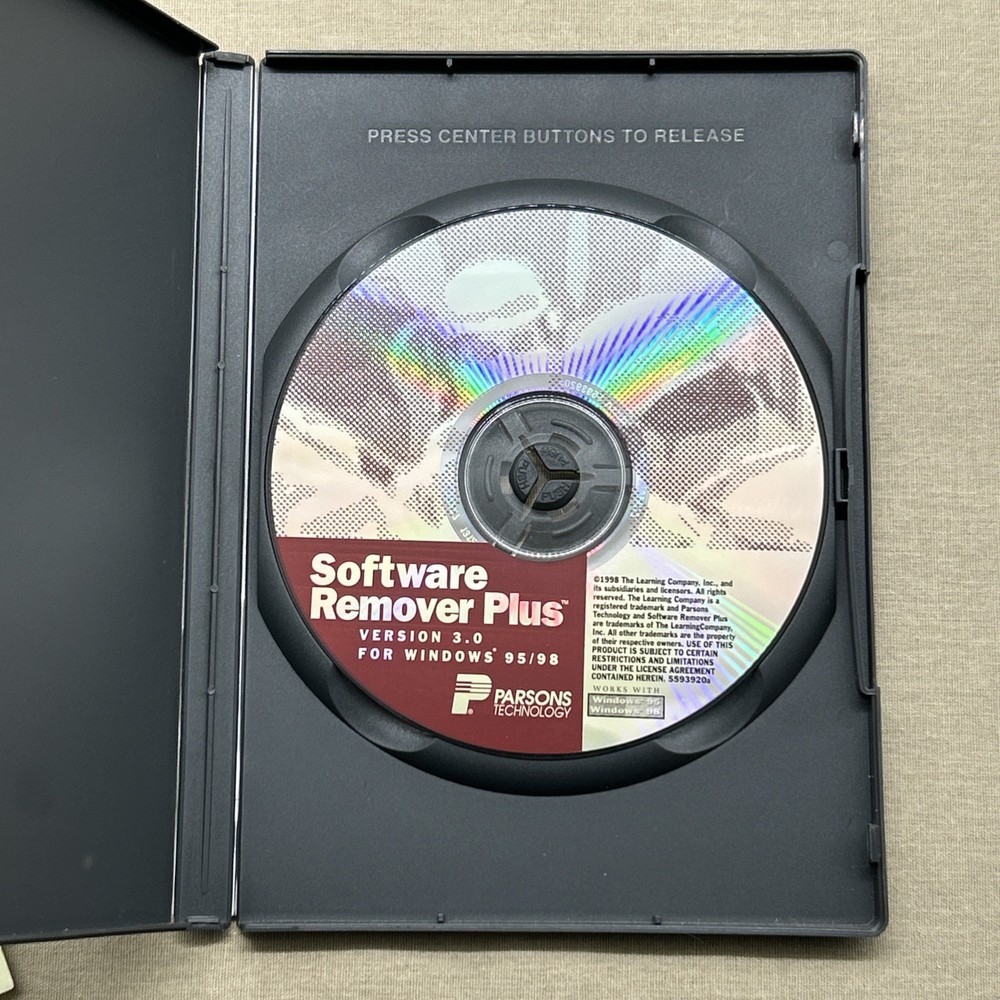 PRESS CENTER BUTTONS TO RELEASE
PUSH
PUSH
PUSH
Software
Remover Plus™
VERSION 3.0
FOR WINDOWS® 95/98
PARSONS
TECHNOLOGY
®
©1998 The Learning Company, Inc., and
its subsidiaries and licensors. All rights
reserved. The Learning Company is a
registered trademark and Parsons
Technology and Software Remover Plus
are trademarks of The LearningCompany,
Inc. All other trademarks are the property
of their respective owners. USE OF THIS
PRODUCT IS SUBJECT TO CERTAIN
RESTRICTIONS AND LIMITATIONS
UNDER THE LICENSE AGREEMENT
CONTAINED HEREIN. S593920a
WORKS WITH
Windows® 95
Windows® 98